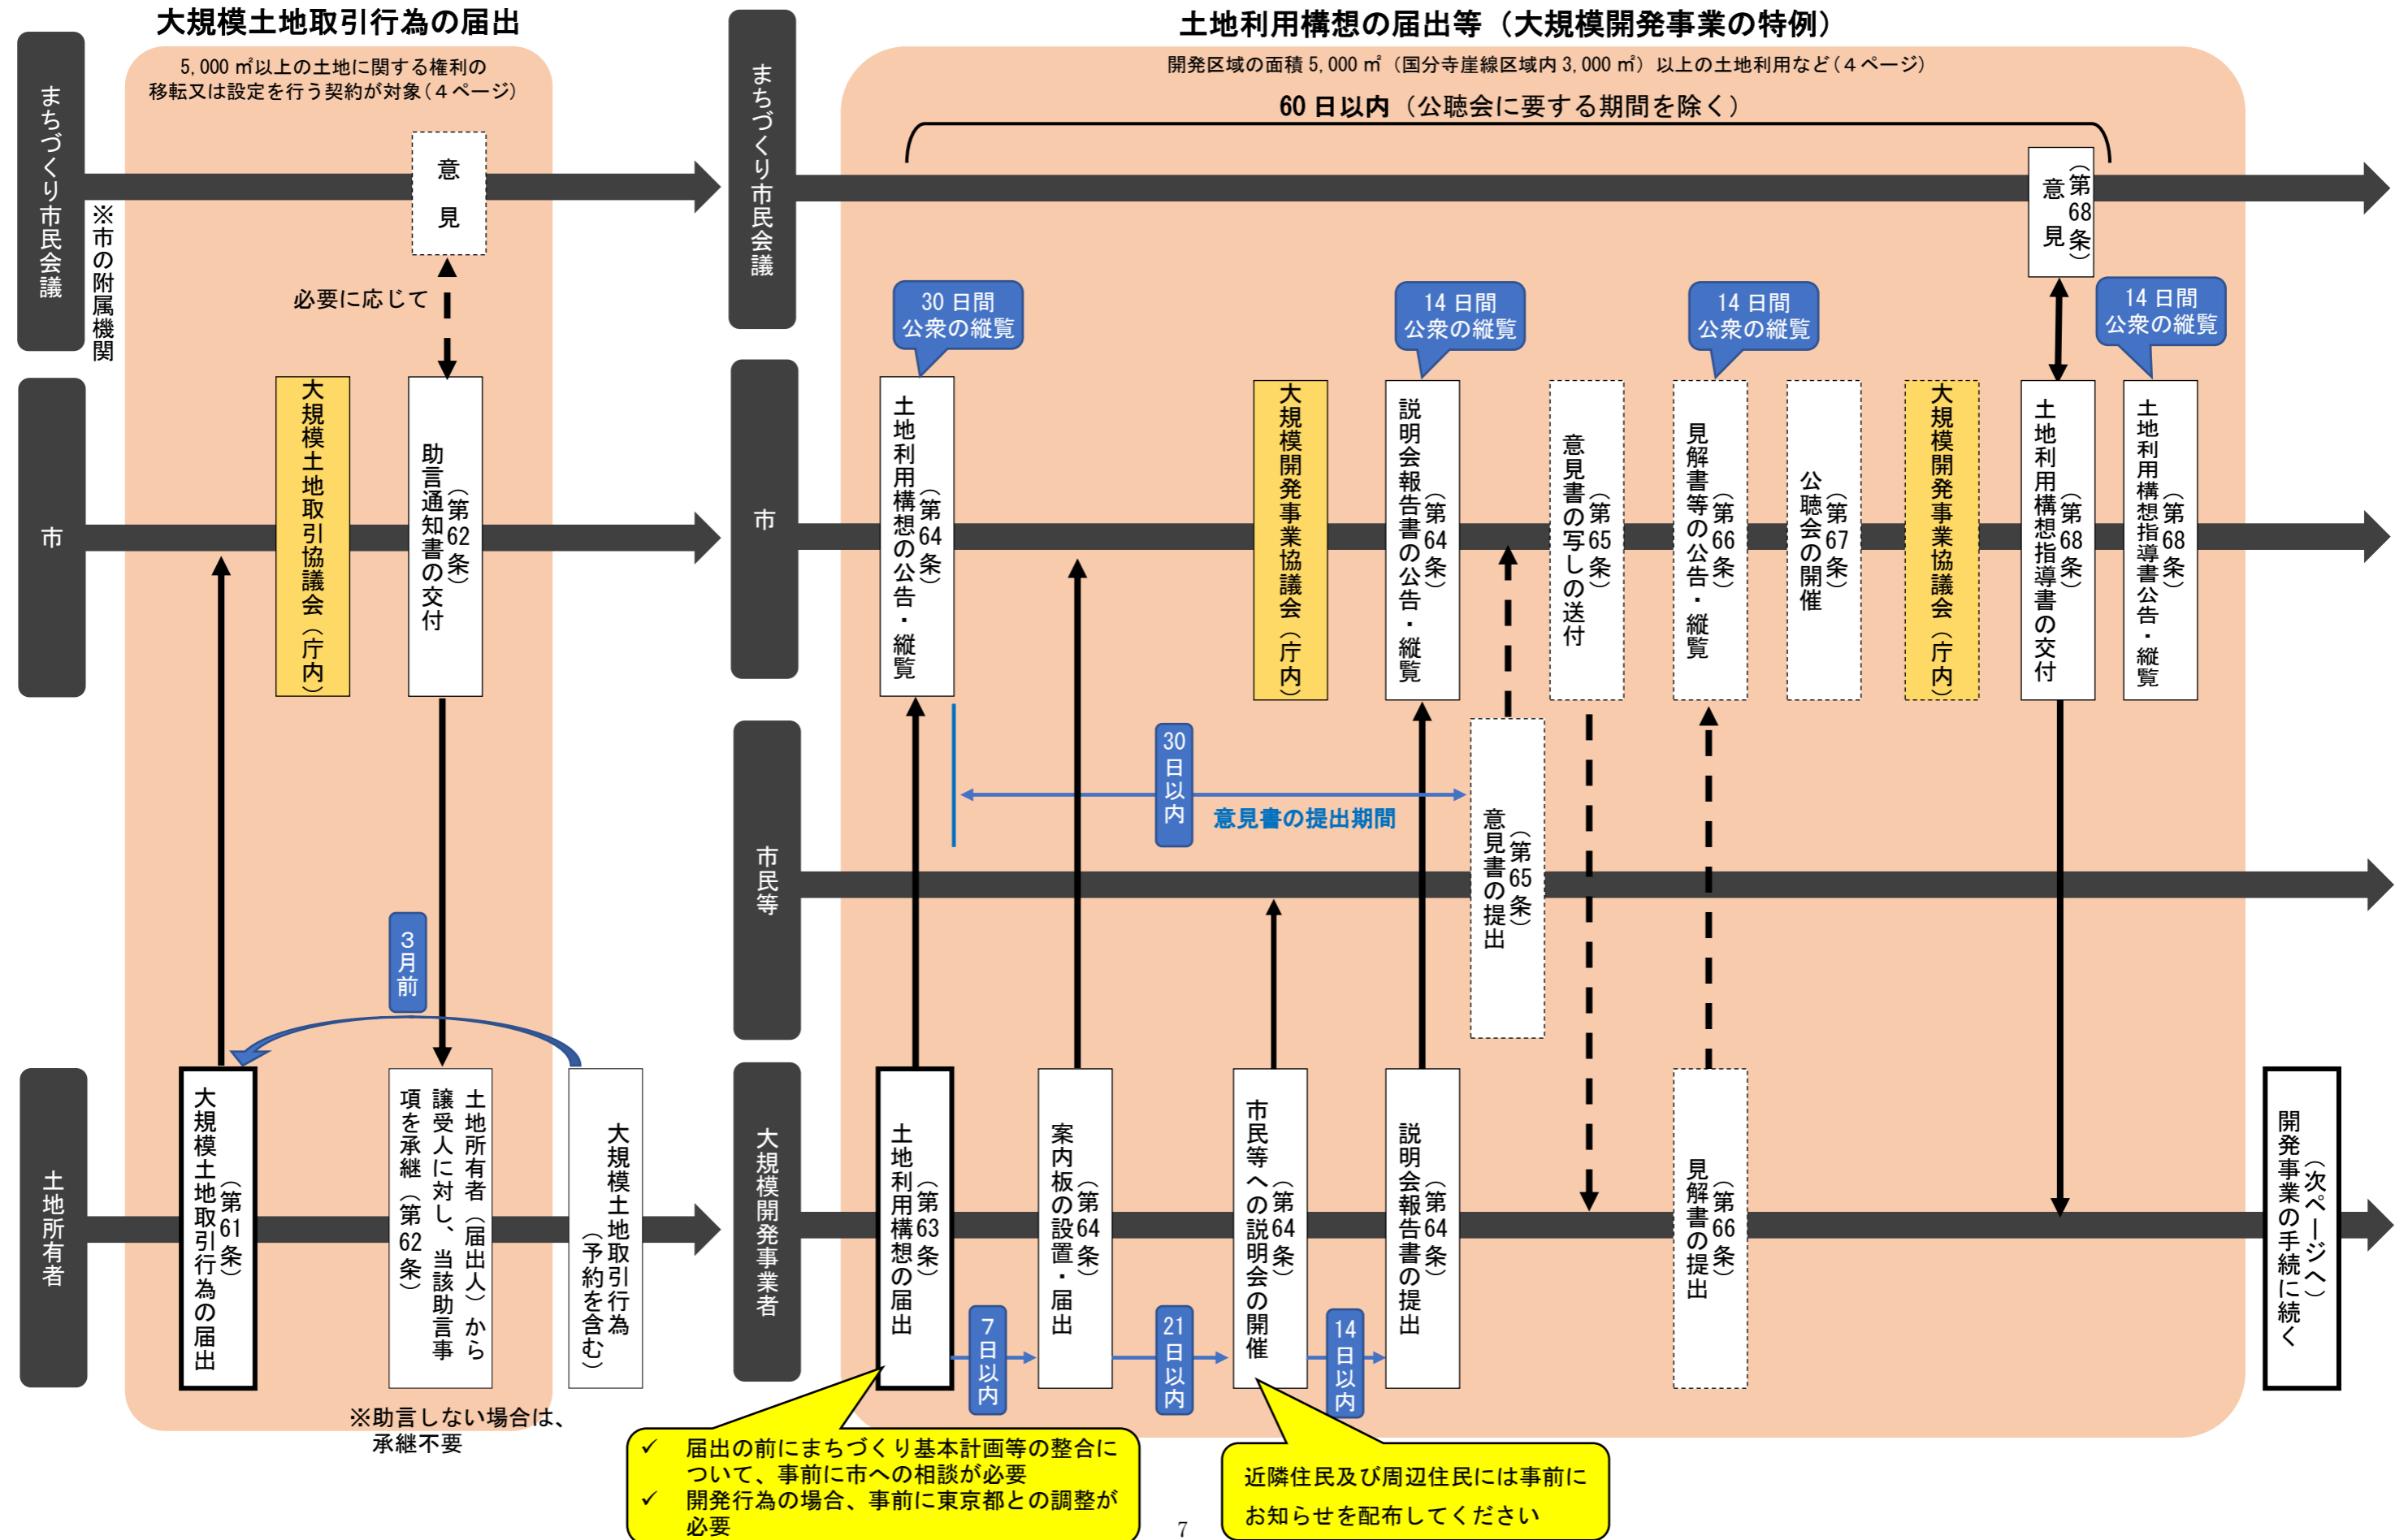 大規模土地取引行為の届出
5,000 ㎡以上の土地に関する権利の
移転又は設定を行う契約が対象(４ページ)
まちづくり市民会議
※市の附属機関
意見
必要に応じて
市
大規模土地取引協議会（庁内）
助言通知書の交付
（第62条）
３月前
土地所有者
大規模土地取引行為の届出
（第61条）
土地所有者（届出人）から
譲受人に対し、当該助言事
項を承継（第62条）
大規模土地取引行為
（予約を含む）
※助言しない場合は、
承継不要
土地利用構想の届出等（大規模開発事業の特例）
開発区域の面積 5,000 ㎡（国分寺崖線区域内 3,000 ㎡）以上の土地利用など(４ページ)
60 日以内（公聴会に要する期間を除く）
まちづくり市民会議
（第68条）
意見
30 日間
公衆の縦覧
14 日間
公衆の縦覧
14 日間
公衆の縦覧
14 日間
公衆の縦覧
市
土地利用構想の公告・縦覧
（第64条）
大規模開発事業協議会（庁内）
説明会報告書の公告・縦覧
（第64条）
意見書の写しの送付
（第65条）
見解書等の公告・縦覧
（第66条）
公聴会の開催
（第67条）
大規模開発事業協議会（庁内）
土地利用構想指導書の交付
（第68条）
土地利用構想指導書公告・縦覧
（第68条）
30日以内
意見書の提出期間
市民等
意見書の提出
（第65条）
大規模開発事業者
土地利用構想の届出
（第63条）
7日以内
案内板の設置・届出
（第64条）
21日以内
市民等への説明会の開催
（第64条）
14日以内
説明会報告書の提出
（第64条）
見解書の提出
（第66条）
開発事業の手続に続く
（次ページへ）
✓ 届出の前にまちづくり基本計画等の整合に
ついて、事前に市への相談が必要
✓ 開発行為の場合、事前に東京都との調整が
必要
近隣住民及び周辺住民には事前に
お知らせを配布してください
7